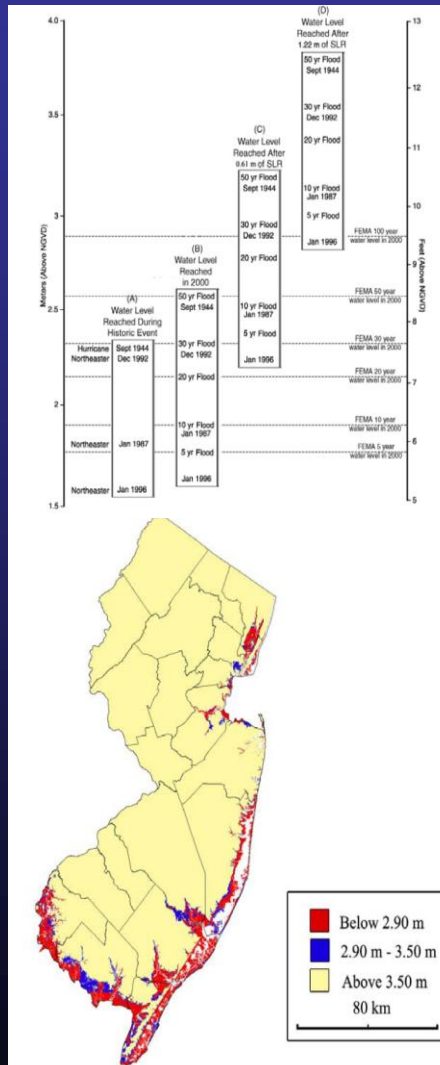 4.0
3.5
3
2.5
2
1.5
Meters (Above NGVD)
(A)
Water Level
Reached During
Historic Event
Hurricane
Northeaster
Sept 1944
Dec 1992
Northeaster
Jan 1987
Northeaster
Jan 1996
(B)
Water Level
Reached
in 2000
50 yr Flood
Sept 1944
30 yr Flood
Dec 1992
20 yr Flood
10 yr Flood
Jan 1987
5 yr Flood
Jan 1996
(C)
Water Level
Reached After
0.61 m of SLR
50 yr Flood
Sept 1944
30 yr Flood
Dec 1992
20 yr Flood
10 yr Flood
Jan 1987
5 yr Flood
Jan 1996
(D)
Water Level
Reached After
1.22 m of SLR
50 yr Flood
Sept 1944
30 yr Flood
Dec 1992
20 yr Flood
10 yr Flood
Jan 1987
5 yr Flood
Jan 1996
FEMA 100 year
water level in 2000
FEMA 50 year
water level in 2000
FEMA 30 year
water level in 2000
FEMA 20 year
water level in 2000
FEMA 10 year
water level in 2000
FEMA 5 year
water level in 2000
13
12
11
10
9
8
7
6
5
Feet (Above NGVD)
Below 2.90 m
2.90 m - 3.50 m
Above 3.50 m
80 km